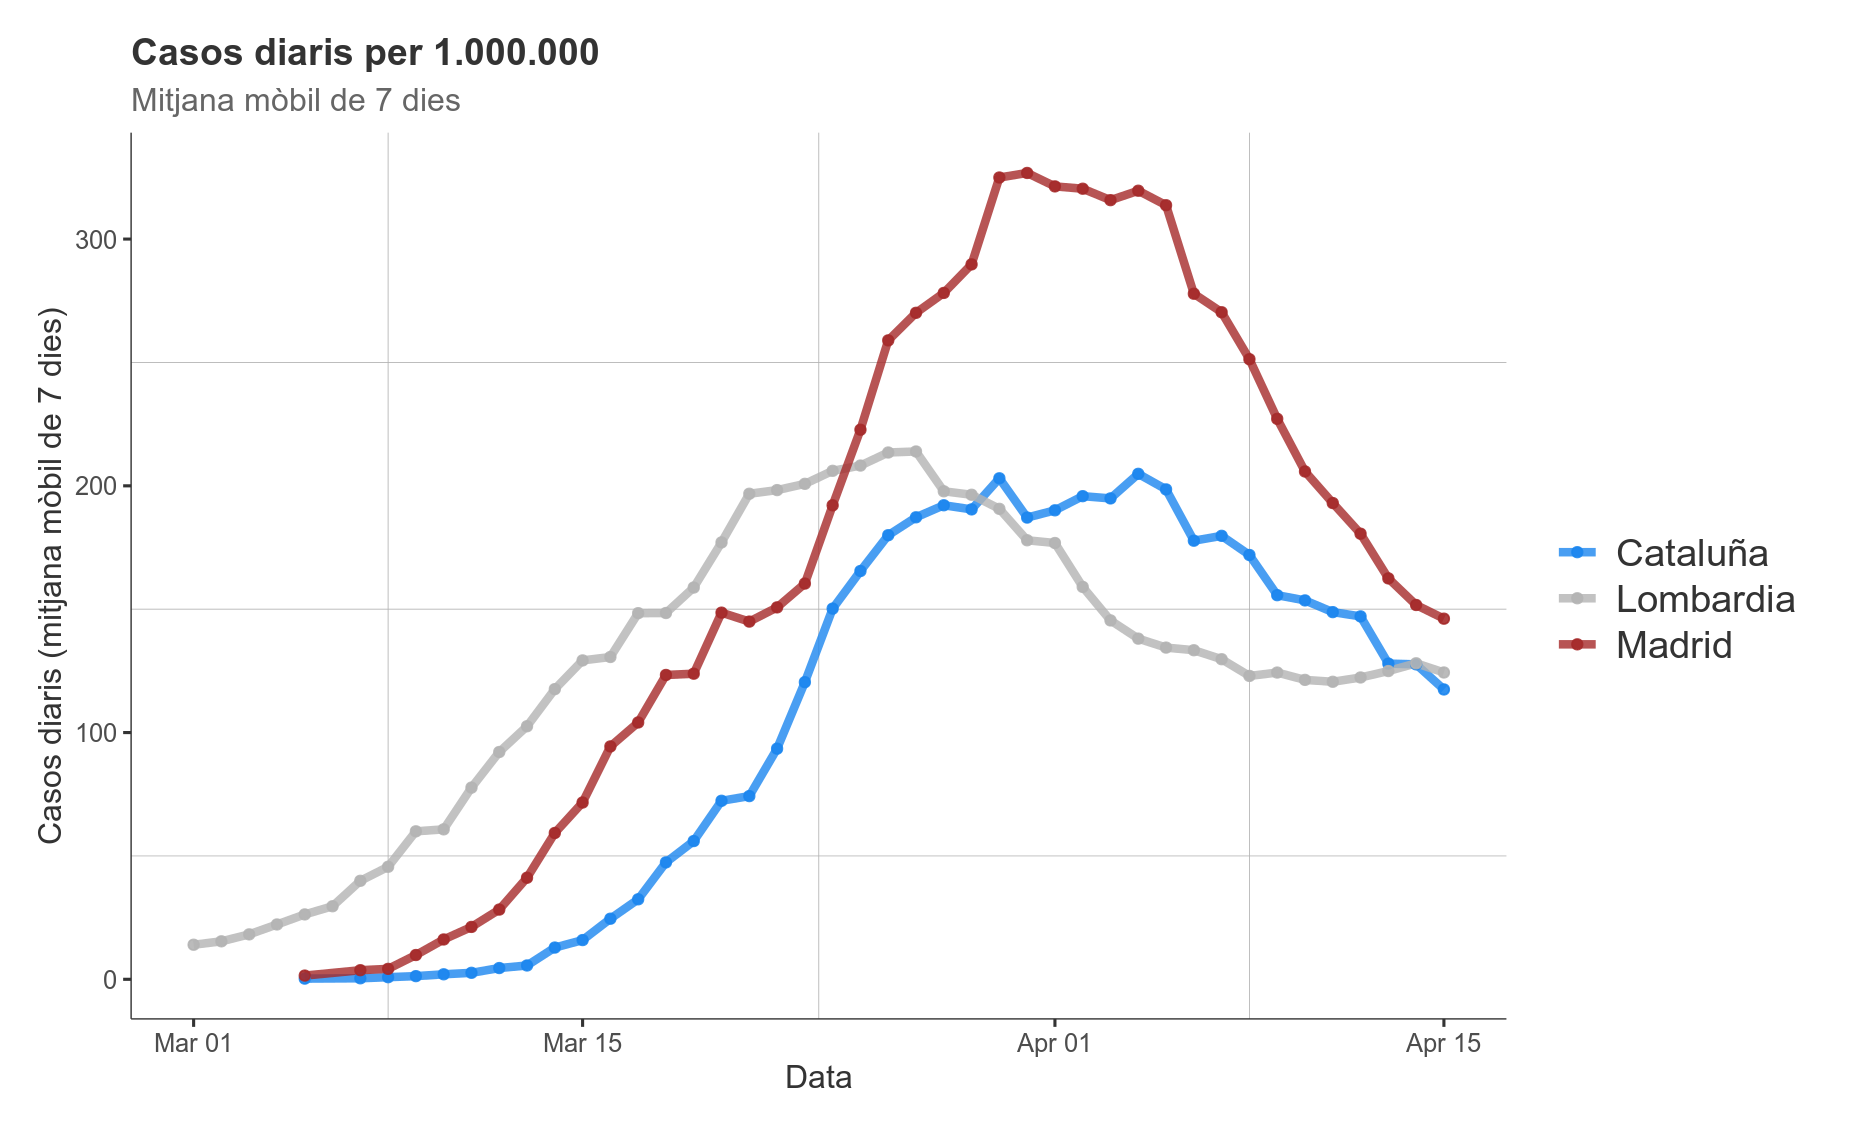 Casos diaris per 1.000.000
Mitjana mòbil de 7 dies
Casos diaris (mitjana mòbil de 7 dies)
300
200
100
0
Mar 01
Mar 15
Apr 01
Apr 15
Data
Cataluña
Lombardia
Madrid